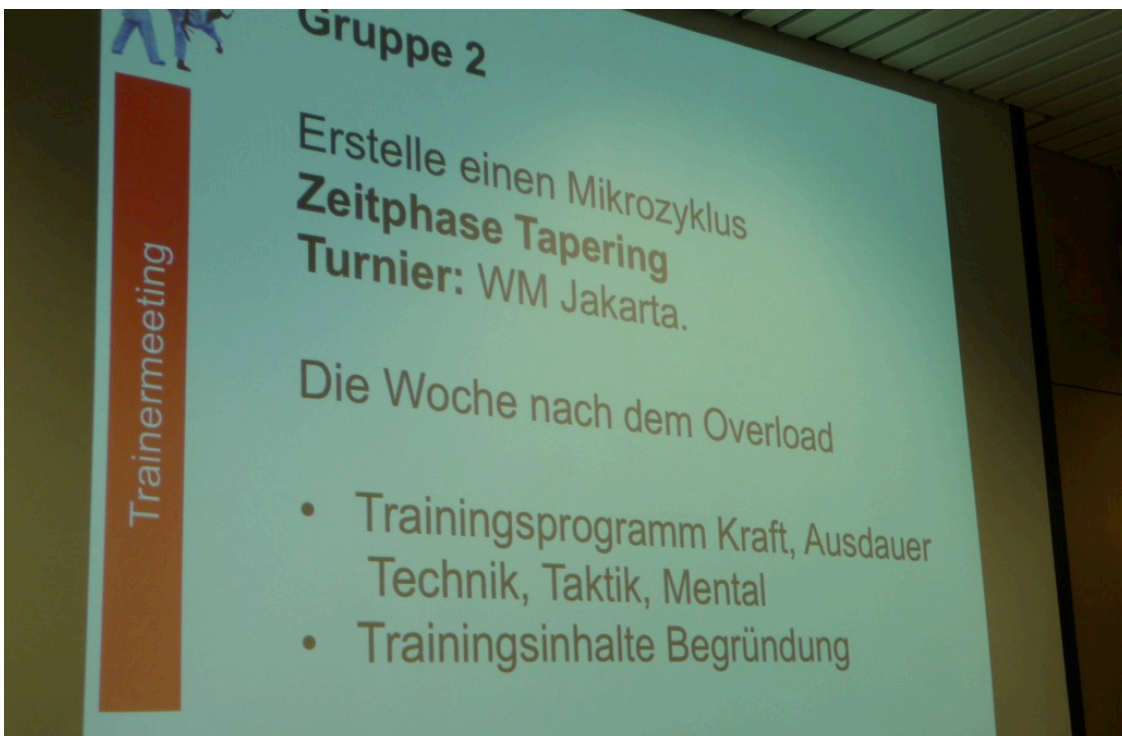 Gruppe 2
Erstelle einen Mikrozyklus
Zeitphase Tapering
Turnier: WM Jakarta.
Die Woche nach dem Overload
• Trainingsprogramm Kraft, Ausdauer
Technik, Taktik, Mental
• Trainingsinhalte Begründung
Trainermeeting